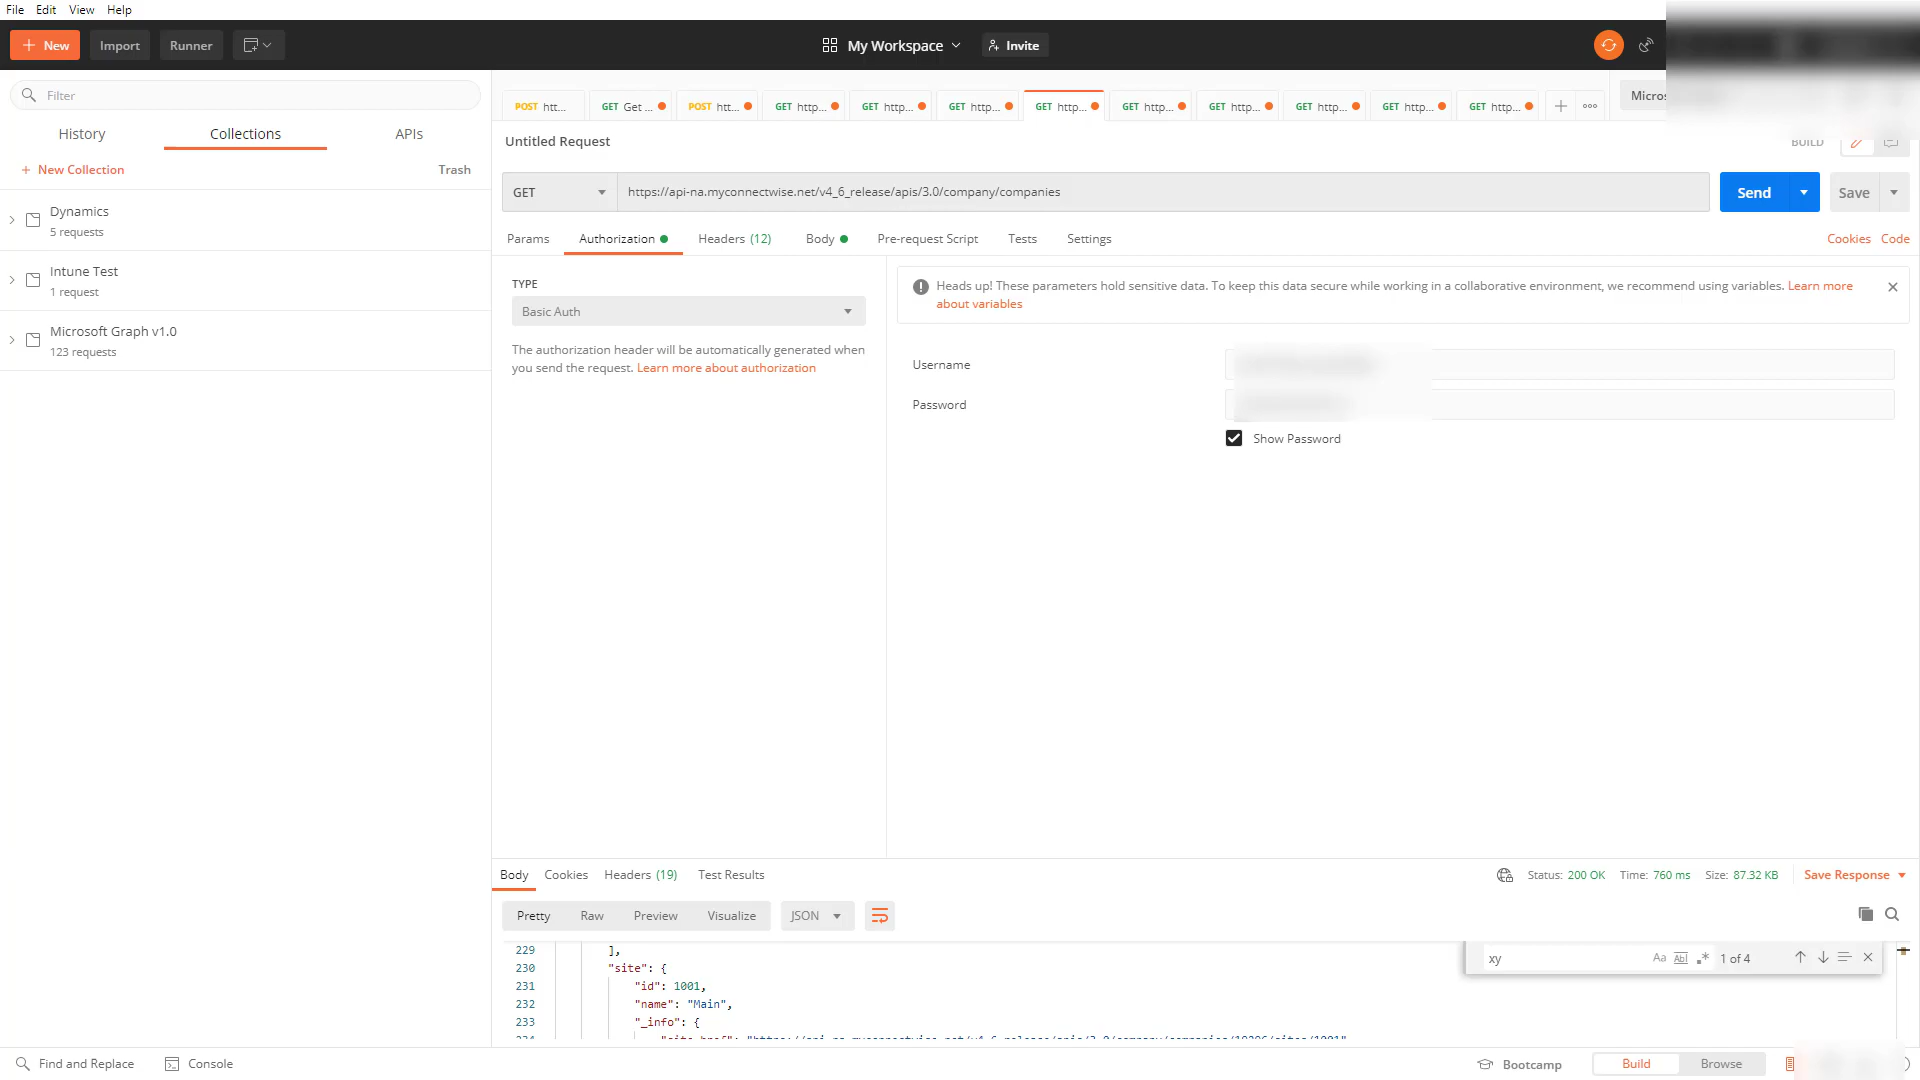 File Edit View Help
New Import Runner My Workspace Invite
Filter
History Collections APIs
+ New Collection Trash
Dynamics
5 requests
Intune Test
1 request
Microsoft Graph v1.0
123 requests
POST htt... GET Get ... POST htt... GET http... GET http... GET http... GET http... GET http... GET http... GET http... GET http... GET http...
Untitled Request BUILD
GET https://api-na.myconnectwise.net/v4_6_release/apis/3.0/company/companies Send Save
Params Authorization Headers (12) Body Pre-request Script Tests Settings Cookies Code
TYPE
Basic Auth
The authorization header will be automatically generated when
you send the request. Learn more about authorization
Heads up! These parameters hold sensitive data. To keep this data secure while working in a collaborative environment, we recommend using variables. Learn more
about variables
Username
Password
Show Password
Body Cookies Headers (19) Test Results Status: 200 OK Time: 760 ms Size: 87.32 KB Save Response
Pretty Raw Preview Visualize JSON
xy Aa Abl .* 1 of 4
229 ],
230 "site": {
231 "id": 1001,
232 "name": "Main",
233 "_info": {
Find and Replace Console Bootcamp Build Browse